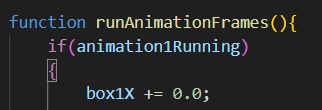 function runAnimationFrames(){
    if(animation1Running)
    {
        box1X += 0.0;